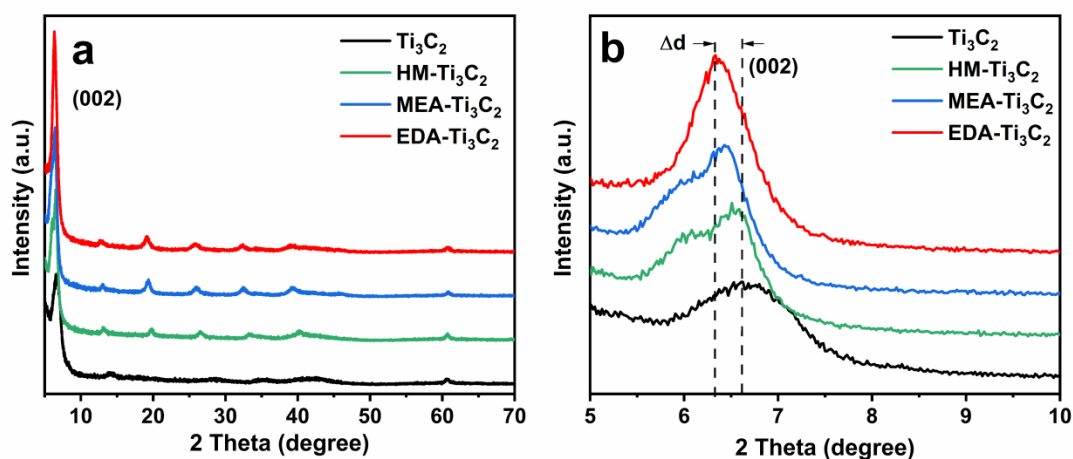 a
(002)
Ti₃C₂
HM-Ti₃C₂
MEA-Ti₃C₂
EDA-Ti₃C₂
Intensity (a.u.)
10 20 30 40 50 60 70
2 Theta (degree)
b
Δd
(002)
Ti₃C₂
HM-Ti₃C₂
MEA-Ti₃C₂
EDA-Ti₃C₂
Intensity (a.u.)
5 6 7 8 9 10
2 Theta (degree)